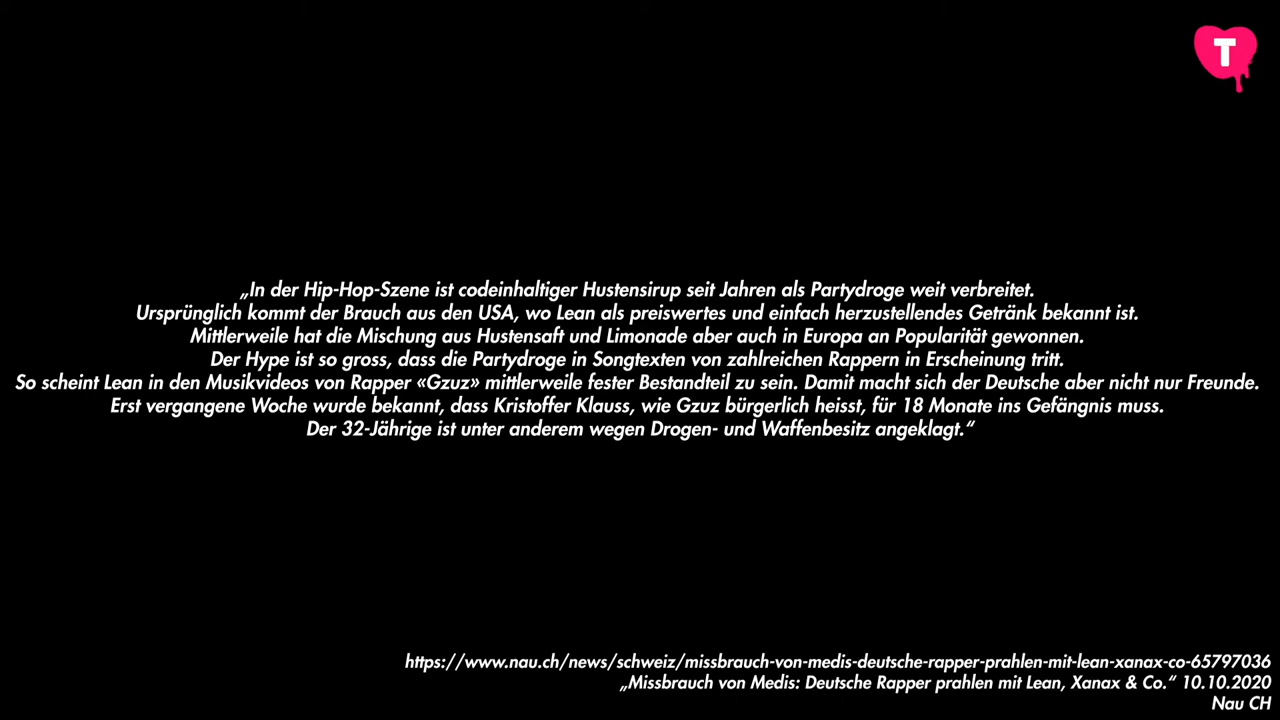 T
„In der Hip-Hop-Szene ist codeinhaltiger Hustensirup seit Jahren als Partydroge weit verbreitet.
Ursprünglich kommt der Brauch aus den USA, wo Lean als preiswertes und einfach herzustellendes Getränk bekannt ist.
Mittlerweile hat die Mischung aus Hustensaft und Limonade aber auch in Europa an Popularität gewonnen.
Der Hype ist so gross, dass die Partydroge in Songtexten von zahlreichen Rappern in Erscheinung tritt.
So scheint Lean in den Musikvideos von Rapper «Gzuz» mittlerweile fester Bestandteil zu sein. Damit macht sich der Deutsche aber nicht nur Freunde.
Erst vergangene Woche wurde bekannt, dass Kristoffer Klauss, wie Gzuz bürgerlich heisst, für 18 Monate ins Gefängnis muss.
Der 32-Jährige ist unter anderem wegen Drogen- und Waffenbesitz angeklagt.“
https://www.nau.ch/news/schweiz/missbrauch-von-medis-deutsche-rapper-prahlen-mit-lean-xanax-co-65797036
„Missbrauch von Medis: Deutsche Rapper prahlen mit Lean, Xanax & Co.“ 10.10.2020
Nau CH